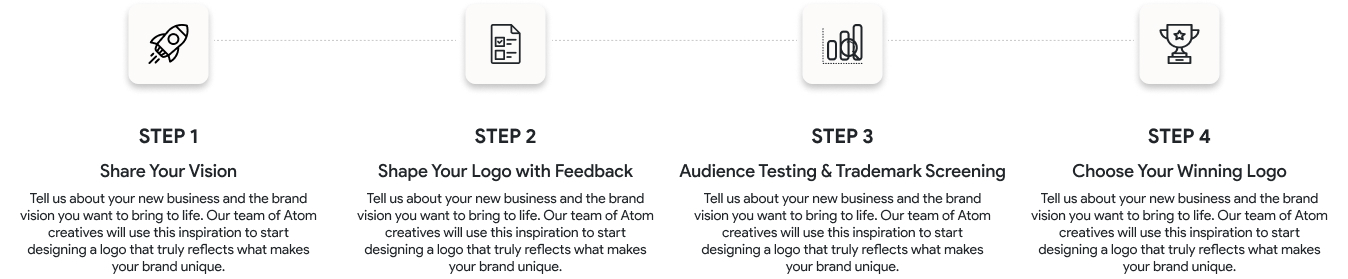 STEP 1
Share Your Vision
Tell us about your new business and the brand
vision you want to bring to life. Our team of Atom
creatives will use this inspiration to start
designing a logo that truly reflects what makes
your brand unique.
STEP 2
Shape Your Logo with Feedback
Tell us about your new business and the brand
vision you want to bring to life. Our team of Atom
creatives will use this inspiration to start
designing a logo that truly reflects what makes
your brand unique.
STEP 3
Audience Testing & Trademark Screening
Tell us about your new business and the brand
vision you want to bring to life. Our team of Atom
creatives will use this inspiration to start
designing a logo that truly reflects what makes
your brand unique.
STEP 4
Choose Your Winning Logo
Tell us about your new business and the brand
vision you want to bring to life. Our team of Atom
creatives will use this inspiration to start
designing a logo that truly reflects what makes
your brand unique.